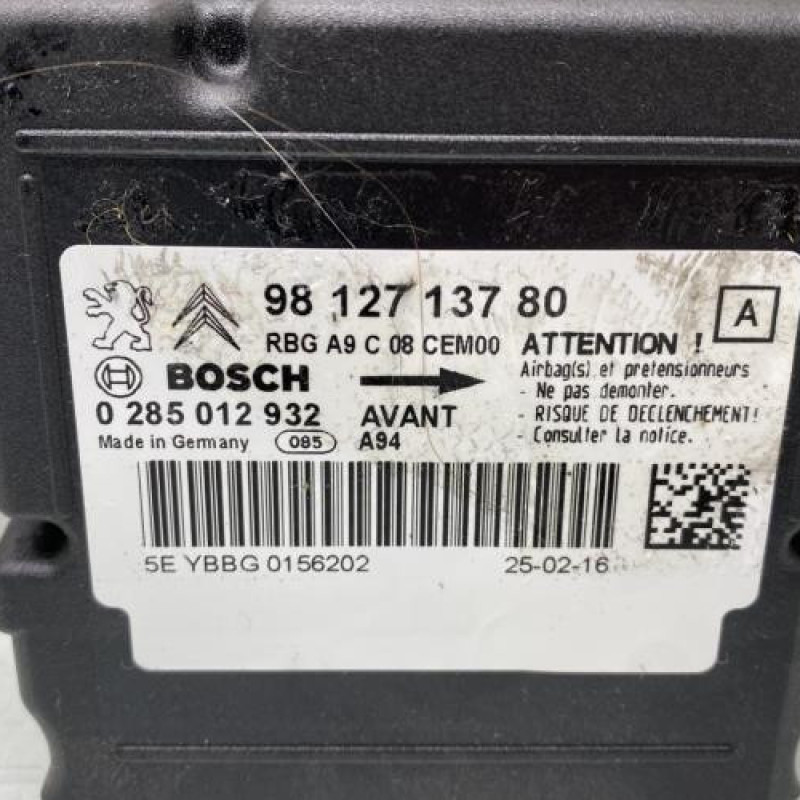 98 127 137 80
A
RBG A9 C 08 CEM00
ATTENTION !
BOSCH
Airbag(s) et pretensionneurs
- Ne pas demonter.
0 285 012 932
AVANT
- RISQUE DE DECLENCHEMENT!
Made in Germany
085
A94
- Consulter la notice.
5E YBBG 0156202
25-02-16